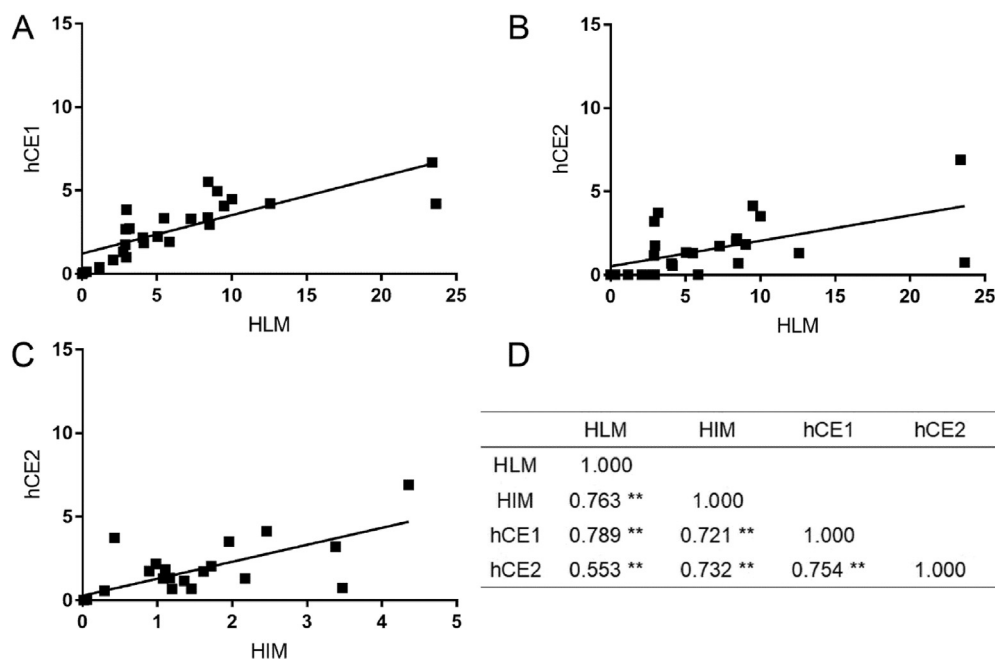 A
15
10
5
0
hCE1
0 5 10 15 20 25
HLM
B
15
10
5
0
hCE2
0 5 10 15 20 25
HLM
C
15
10
5
0
hCE2
0 1 2 3 4 5
HIM
D
HLM HIM hCE1 hCE2
HLM 1.000
HIM 0.763 ** 1.000
hCE1 0.789 ** 0.721 ** 1.000
hCE2 0.553 ** 0.732 ** 0.754 ** 1.000